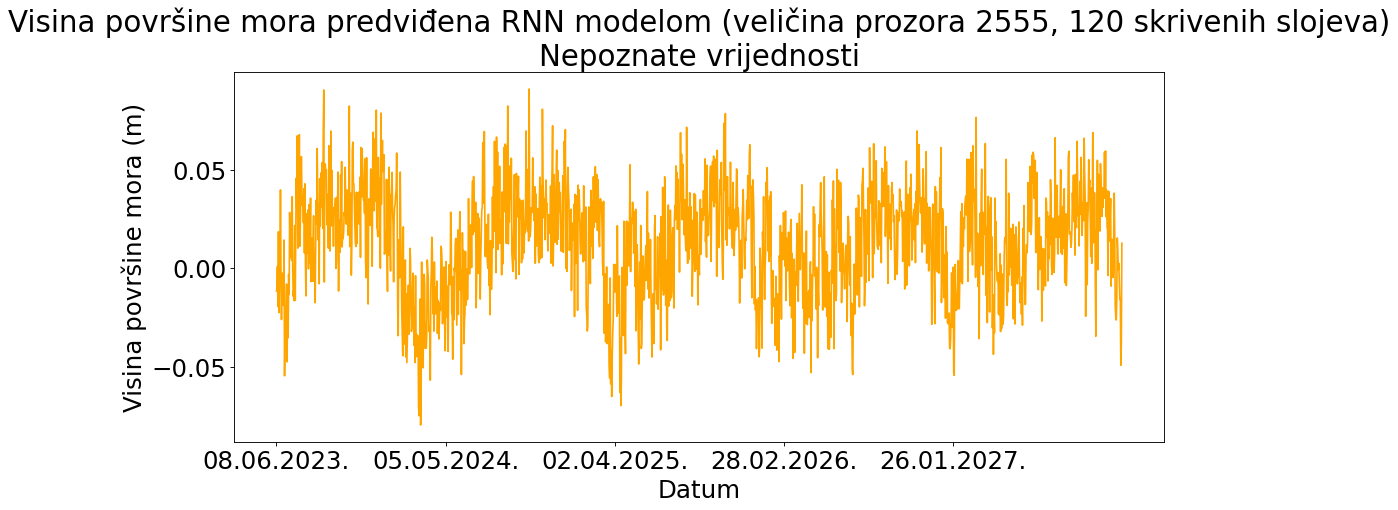 Visina površine mora predviđena RNN modelom (veličina prozora 2555, 120 skrivenih slojeva)
Nepoznate vrijednosti
Visina površine mora (m)
0.05
0.00
−0.05
08.06.2023. 05.05.2024. 02.04.2025. 28.02.2026. 26.01.2027.
Datum